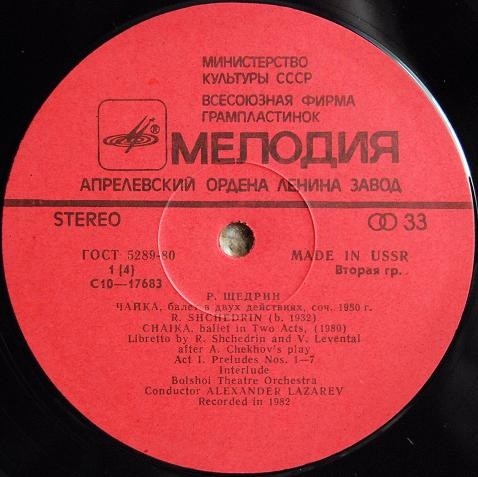 МИНИСТЕРСТВО
КУЛЬТУРЫ СССР
ВСЕСОЮЗНАЯ ФИРМА
ГРАМПЛАСТИНОК
®
МЕЛОДИЯ
АПРЕЛЕВСКИЙ ОРДЕНА ЛЕНИНА ЗАВОД
STEREO
33
ГОСТ 5289-80
MADE IN USSR
1 (4)
Вторая гр.
С10—17683
Р. ЩЕДРИН
ЧАЙКА, балет в двух действиях, соч. 1980 г.
R. SHCHEDRIN (b. 1932)
CHAIKA, ballet in Two Acts, (1980)
Libretto by R. Shchedrin and V. Levental
after A. Chekhov's play
Act I. Preludes Nos. 1—7
Interlude
Bolshoi Theatre Orchestra
Conductor ALEXANDER LAZAREV
Recorded in 1982